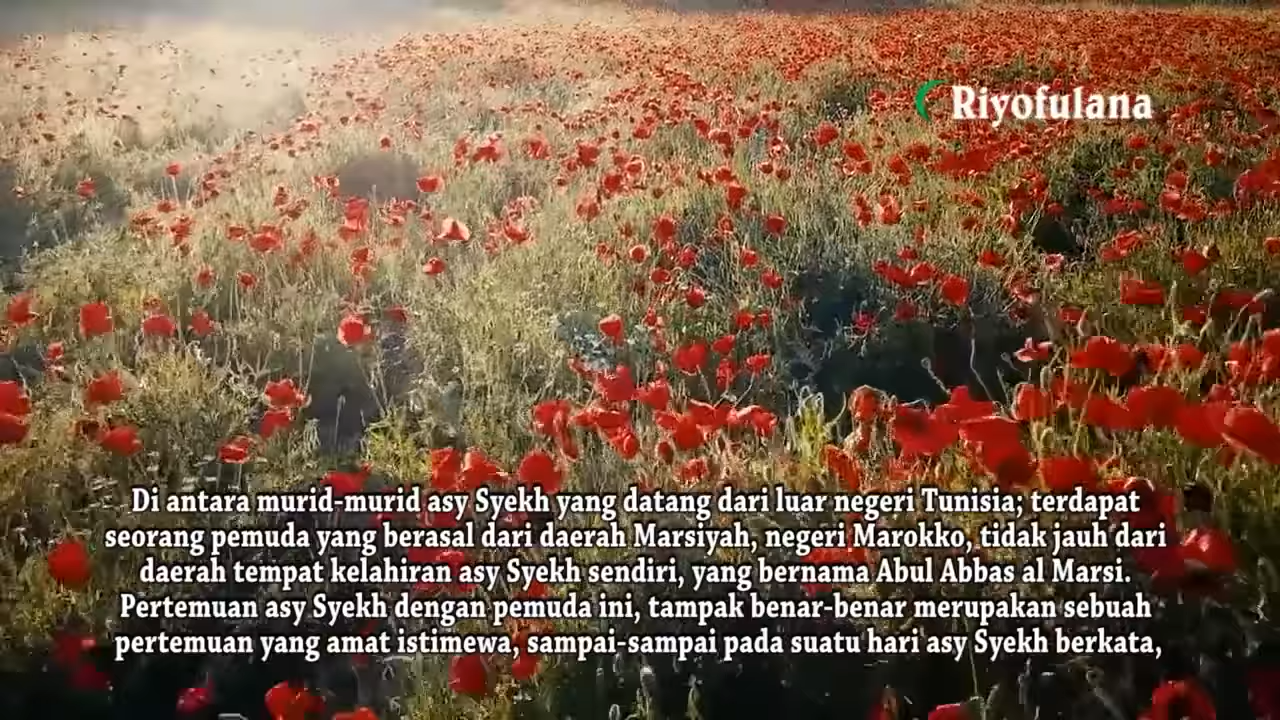 Riyofulana
Di antara murid-murid asy Syekh yang datang dari luar negeri Tunisia; terdapat
seorang pemuda yang berasal dari daerah Marsiyah, negeri Marokko, tidak jauh dari
daerah tempat kelahiran asy Syekh sendiri, yang bernama Abul Abbas al Marsi.
Pertemuan asy Syekh dengan pemuda ini, tampak benar-benar merupakan sebuah
pertemuan yang amat istimewa, sampai-sampai pada suatu hari asy Syekh berkata,